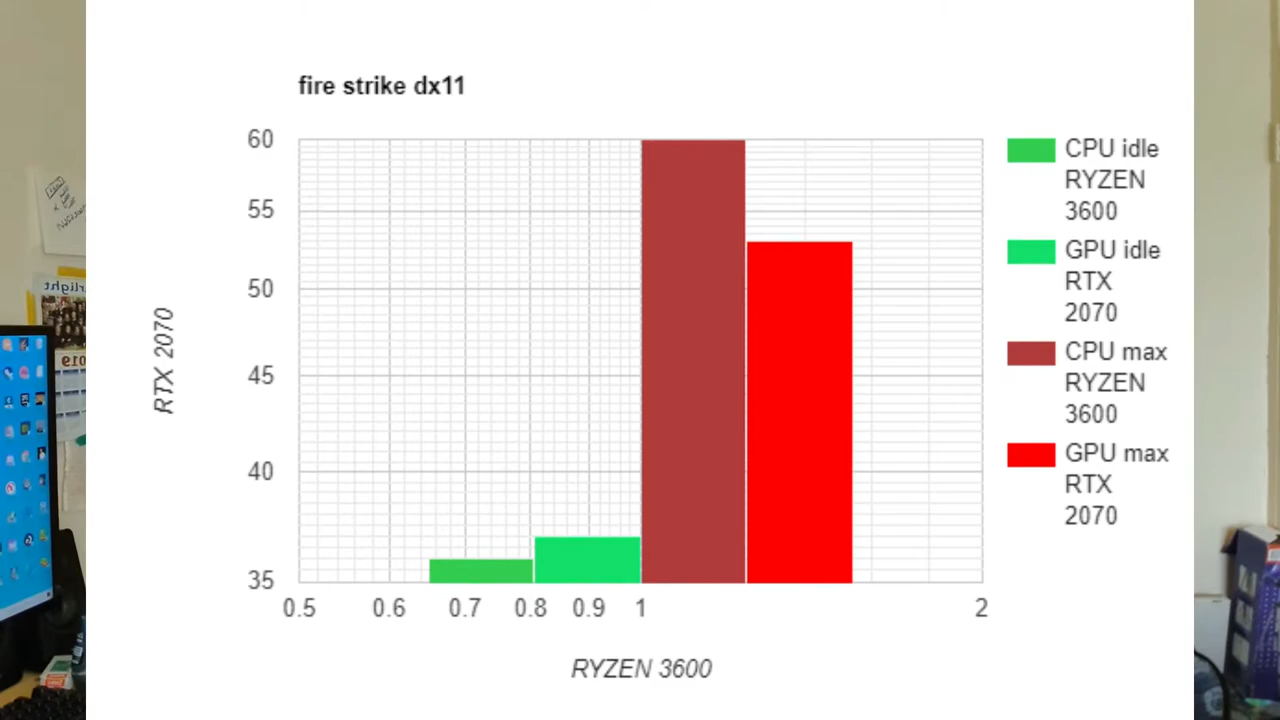 fire strike dx11
60
55
50
45
40
35
RTX 2070
0.5 0.6 0.7 0.8 0.9 1 2
RYZEN 3600
CPU idle
RYZEN
3600
GPU idle
RTX
2070
CPU max
RYZEN
3600
GPU max
RTX
2070
2019